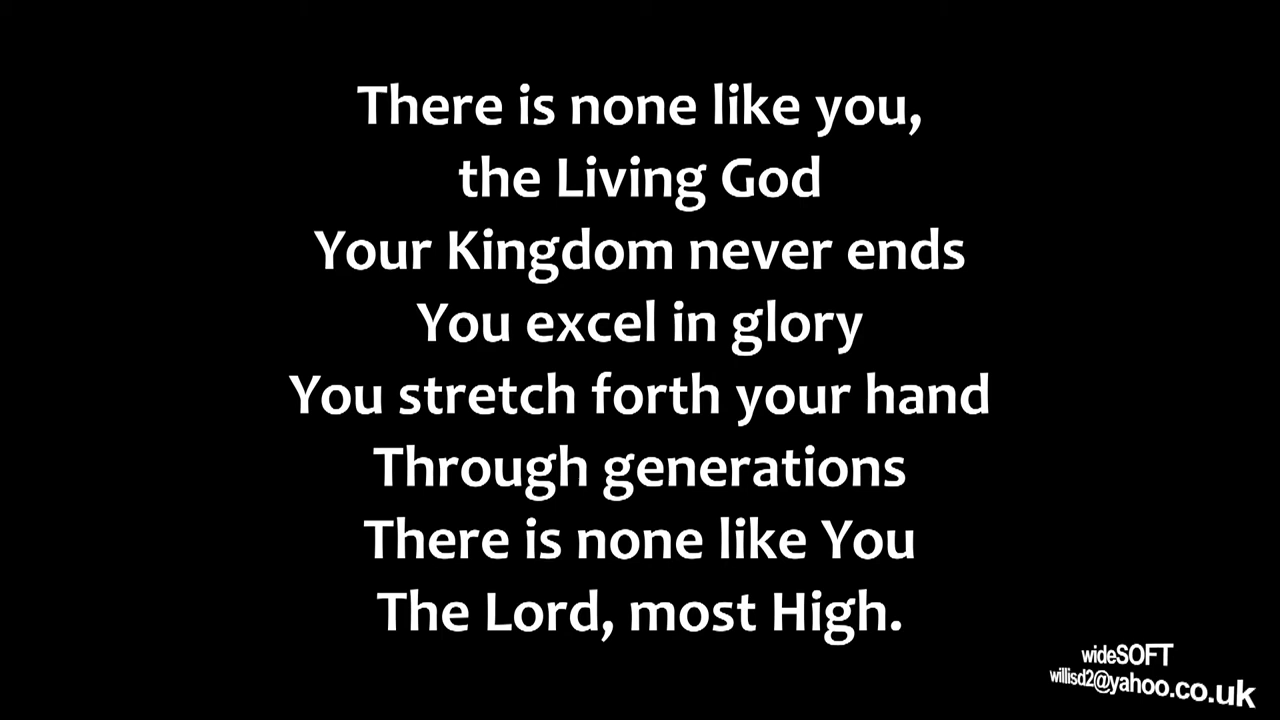 There is none like you,
the Living God
Your Kingdom never ends
You excel in glory
You stretch forth your hand
Through generations
There is none like You
The Lord, most High.
wideSOFT
willisd2@yahoo.co.uk